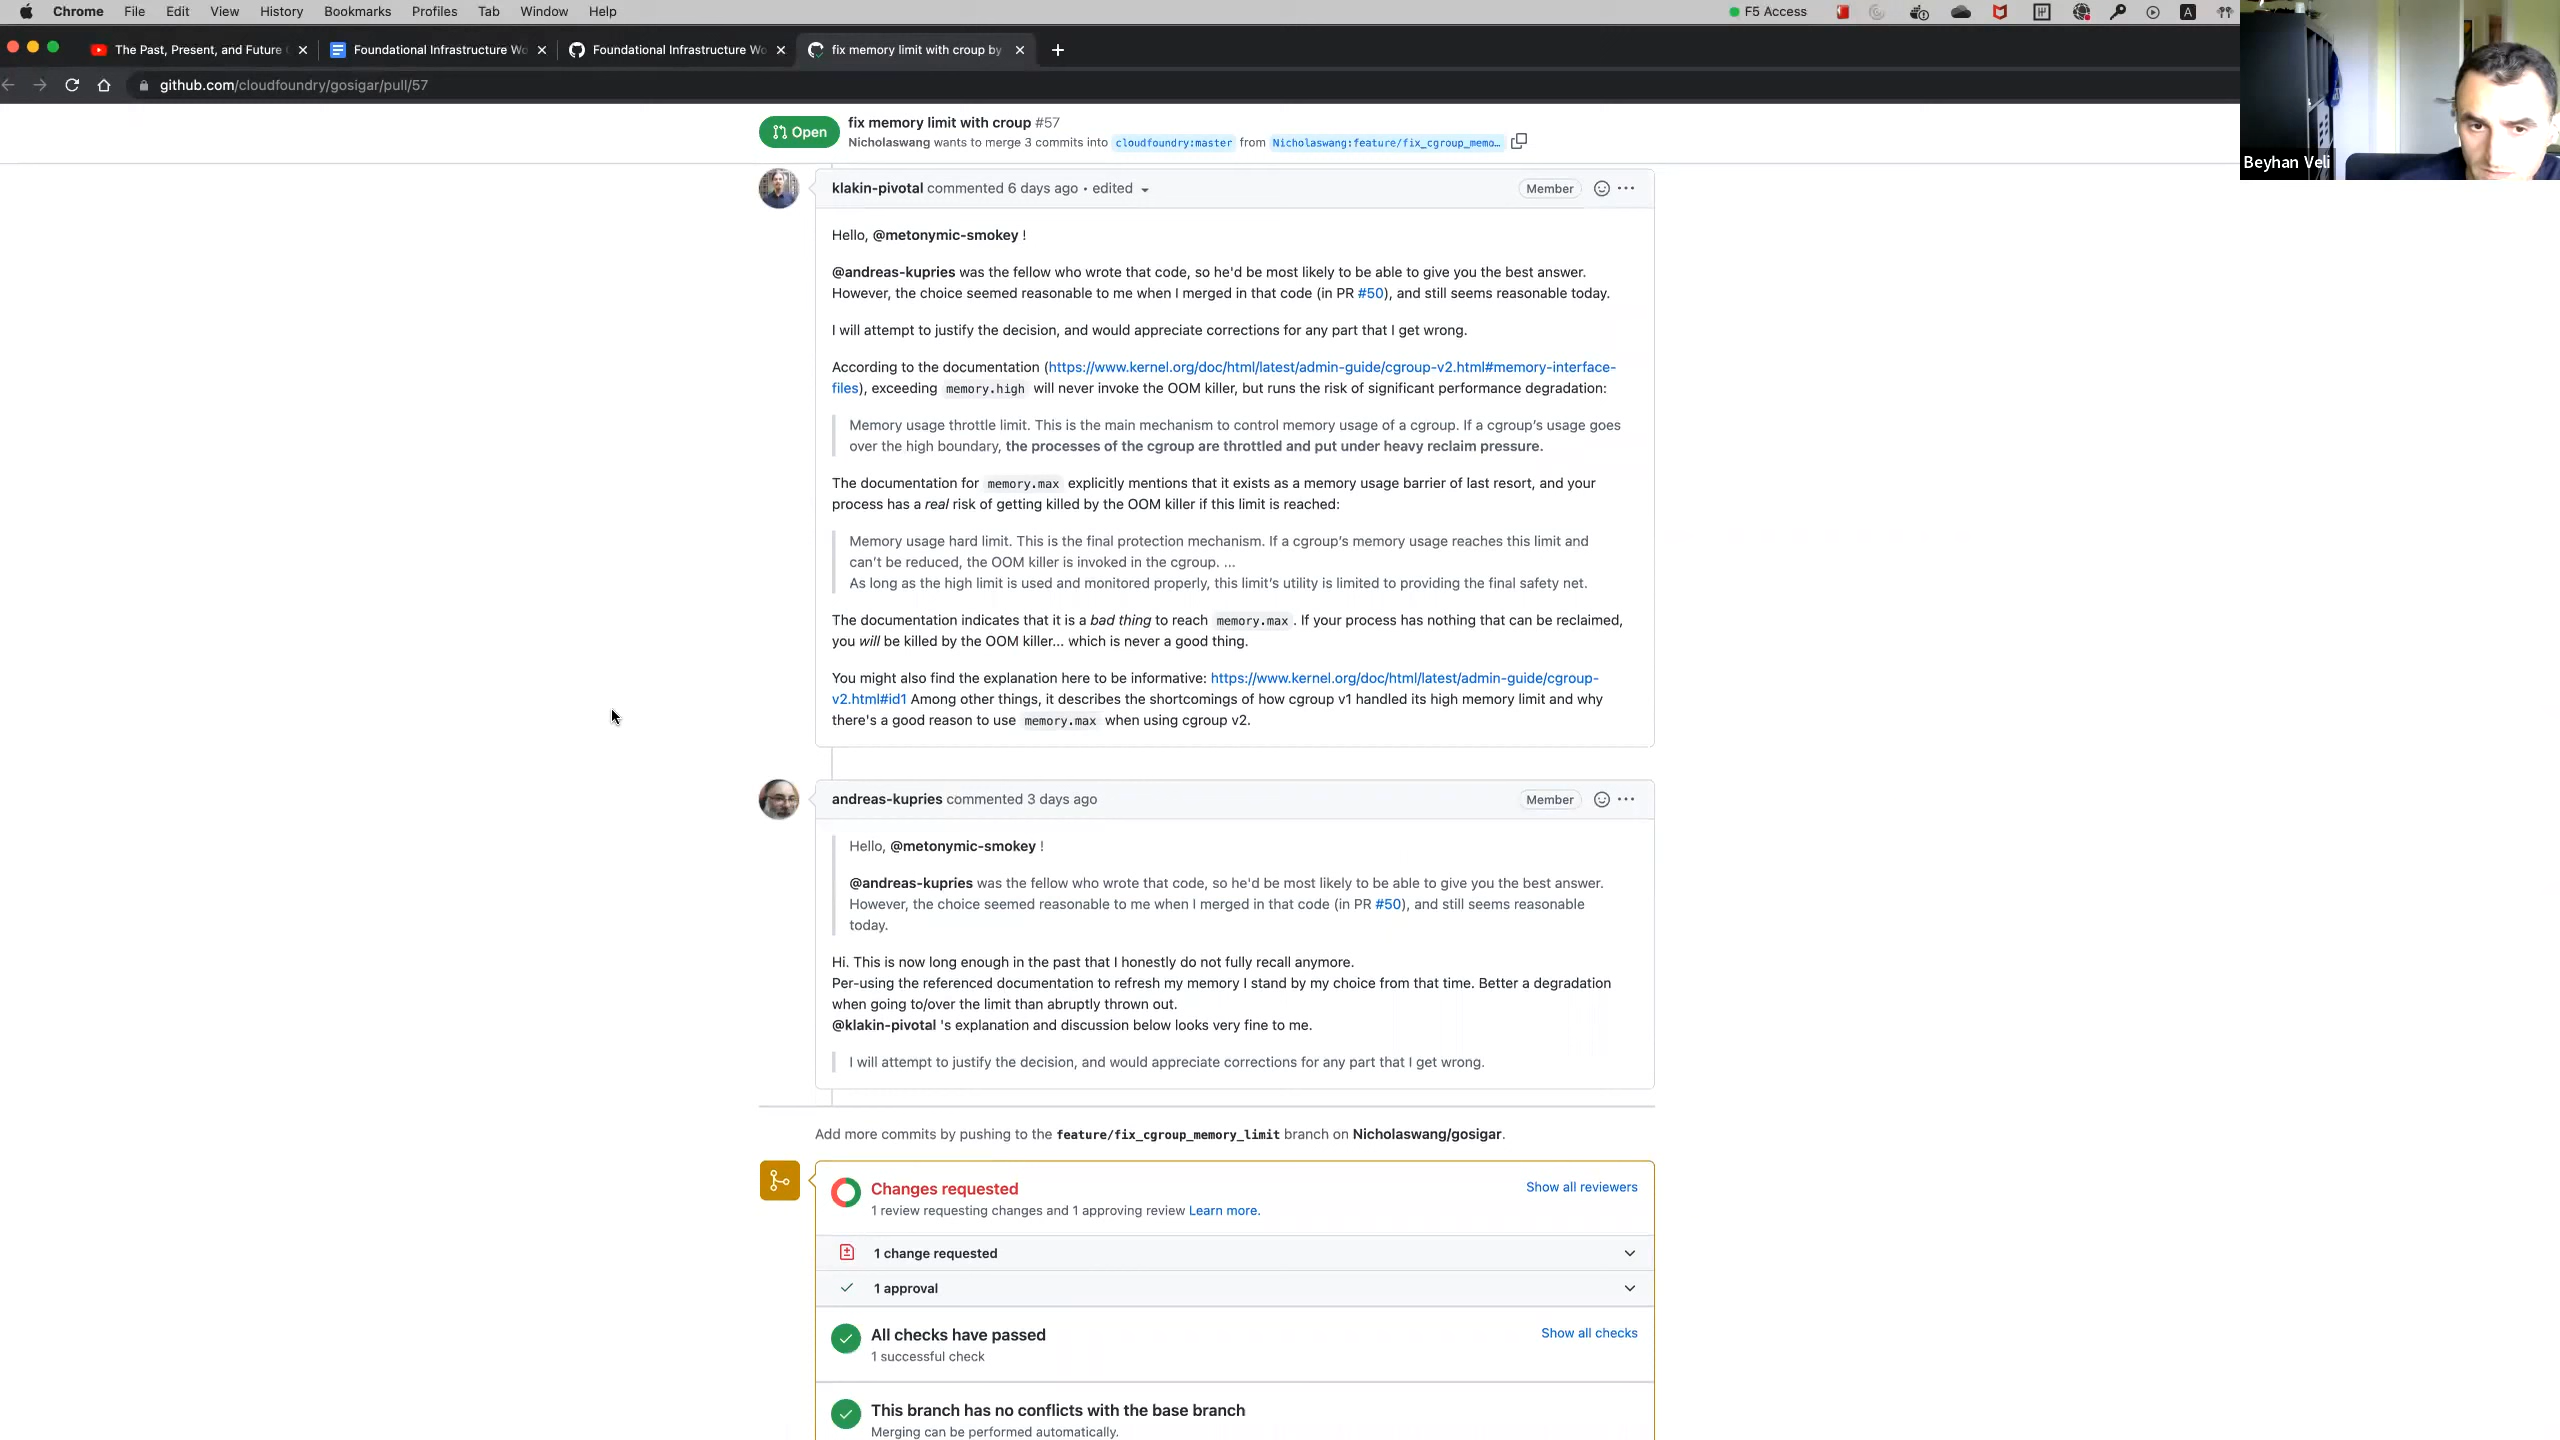 Chrome File Edit View History Bookmarks Profiles Tab Window Help F5 Access A
The Past, Present, and Future Foundational Infrastructure Wo Foundational Infrastructure Wo fix memory limit with croup by
github.com/cloudfoundry/gosigar/pull/57
Open
fix memory limit with croup #57
Nicholaswang wants to merge 3 commits into cloudfoundry:master from Nicholaswang:feature/fix_cgroup_memo…
Beyhan Veli
klakin-pivotal commented 6 days ago • edited Member
Hello, @metonymic-smokey !
@andreas-kupries was the fellow who wrote that code, so he'd be most likely to be able to give you the best answer.
However, the choice seemed reasonable to me when I merged in that code (in PR #50), and still seems reasonable today.
I will attempt to justify the decision, and would appreciate corrections for any part that I get wrong.
According to the documentation (https://www.kernel.org/doc/html/latest/admin-guide/cgroup-v2.html#memory-interface-
files), exceeding memory.high will never invoke the OOM killer, but runs the risk of significant performance degradation:
Memory usage throttle limit. This is the main mechanism to control memory usage of a cgroup. If a cgroup's usage goes
over the high boundary, the processes of the cgroup are throttled and put under heavy reclaim pressure.
The documentation for memory.max explicitly mentions that it exists as a memory usage barrier of last resort, and your
process has a real risk of getting killed by the OOM killer if this limit is reached:
Memory usage hard limit. This is the final protection mechanism. If a cgroup's memory usage reaches this limit and
can't be reduced, the OOM killer is invoked in the cgroup. ...
As long as the high limit is used and monitored properly, this limit's utility is limited to providing the final safety net.
The documentation indicates that it is a bad thing to reach memory.max. If your process has nothing that can be reclaimed,
you will be killed by the OOM killer... which is never a good thing.
You might also find the explanation here to be informative: https://www.kernel.org/doc/html/latest/admin-guide/cgroup-
v2.html#id1 Among other things, it describes the shortcomings of how cgroup v1 handled its high memory limit and why
there's a good reason to use memory.max when using cgroup v2.
andreas-kupries commented 3 days ago Member
Hello, @metonymic-smokey !
@andreas-kupries was the fellow who wrote that code, so he'd be most likely to be able to give you the best answer.
However, the choice seemed reasonable to me when I merged in that code (in PR #50), and still seems reasonable
today.
Hi. This is now long enough in the past that I honestly do not fully recall anymore.
Per-using the referenced documentation to refresh my memory I stand by my choice from that time. Better a degradation
when going to/over the limit than abruptly thrown out.
@klakin-pivotal 's explanation and discussion below looks very fine to me.
I will attempt to justify the decision, and would appreciate corrections for any part that I get wrong.
Add more commits by pushing to the feature/fix_cgroup_memory_limit branch on Nicholaswang/gosigar.
Changes requested Show all reviewers
1 review requesting changes and 1 approving review Learn more.
1 change requested
1 approval
All checks have passed Show all checks
1 successful check
This branch has no conflicts with the base branch
Merging can be performed automatically.